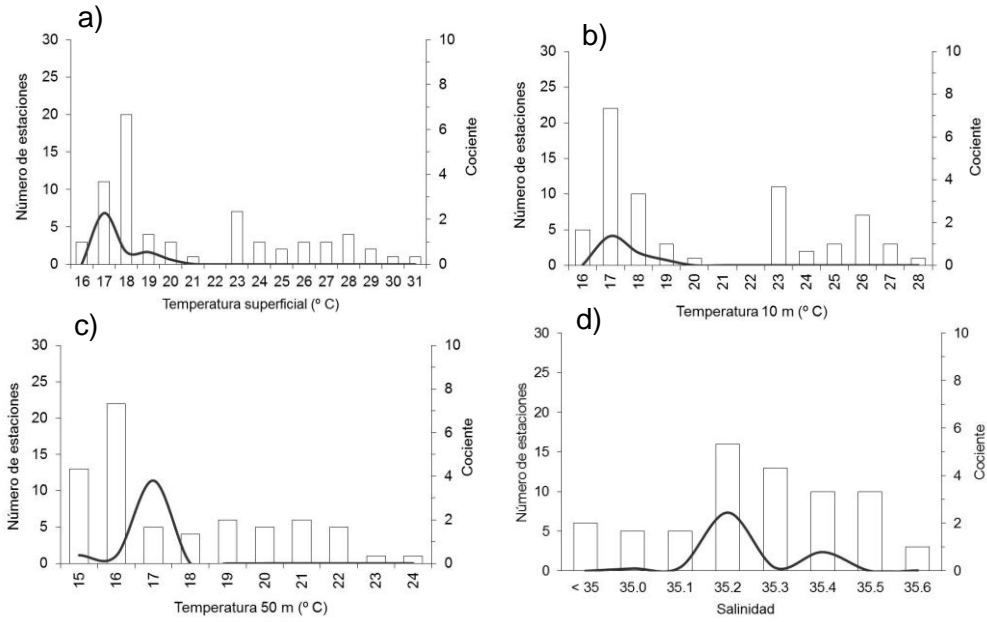 a)
30
25
20
15
10
5
0
Número de estaciones
10
8
6
4
2
0
Cociente
16 17 18 19 20 21 22 23 24 25 26 27 28 29 30 31
Temperatura superficial (º C)
b)
30
25
20
15
10
5
0
Número de estaciones
10
8
6
4
2
0
Cociente
16 17 18 19 20 21 22 23 24 25 26 27 28
Temperatura 10 m (º C)
c)
30
25
20
15
10
5
0
Número de estaciones
10
8
6
4
2
0
Cociente
15 16 17 18 19 20 21 22 23 24
Temperatura 50 m (º C)
d)
30
25
20
15
10
5
0
Número de estaciones
10
8
6
4
2
0
Cociente
< 35 35.0 35.1 35.2 35.3 35.4 35.5 35.6
Salinidad